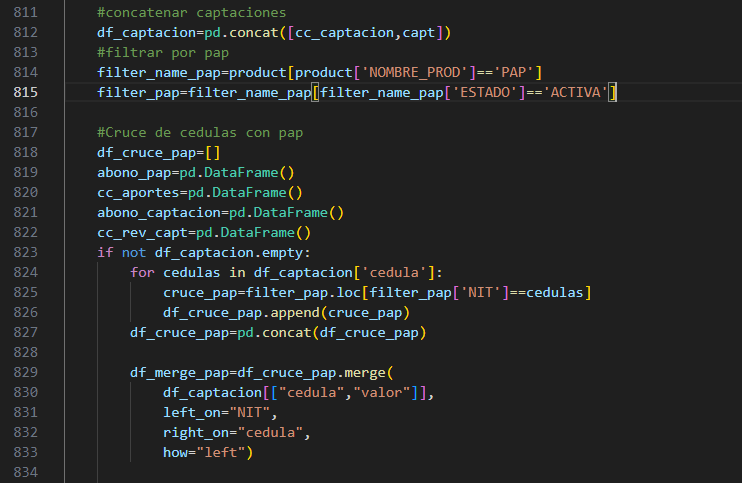 811 #concatenar captaciones
812 df_captacion=pd.concat([cc_captacion,capt])
813 #filtrar por pap
814 filter_name_pap=product[product['NOMBRE_PROD']=='PAP']
815 filter_pap=filter_name_pap[filter_name_pap['ESTADO']=='ACTIVA']
816
817 #Cruce de cedulas con pap
818 df_cruce_pap=[]
819 abono_pap=pd.DataFrame()
820 cc_aportes=pd.DataFrame()
821 abono_captacion=pd.DataFrame()
822 cc_rev_capt=pd.DataFrame()
823 if not df_captacion.empty:
824     for cedulas in df_captacion['cedula']:
825         cruce_pap=filter_pap.loc[filter_pap['NIT']==cedulas]
826         df_cruce_pap.append(cruce_pap)
827     df_cruce_pap=pd.concat(df_cruce_pap)
828
829     df_merge_pap=df_cruce_pap.merge(
830         df_captacion[["cedula","valor"]],
831         left_on="NIT",
832         right_on="cedula",
833         how="left")
834